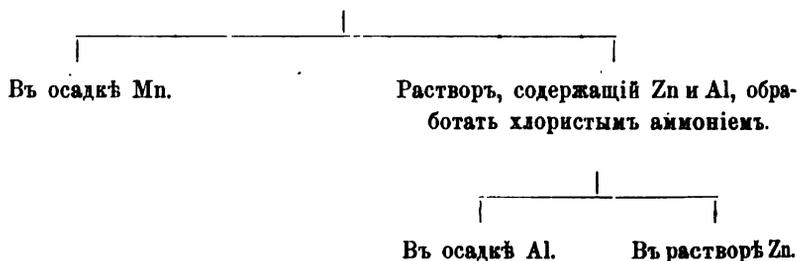 Въ осадкѣ Mn.
Растворъ, содержащій Zn и Al, обра-
ботать хлористымъ аммоніемъ.
Въ осадкѣ Al.
Въ растворѣ Zn.